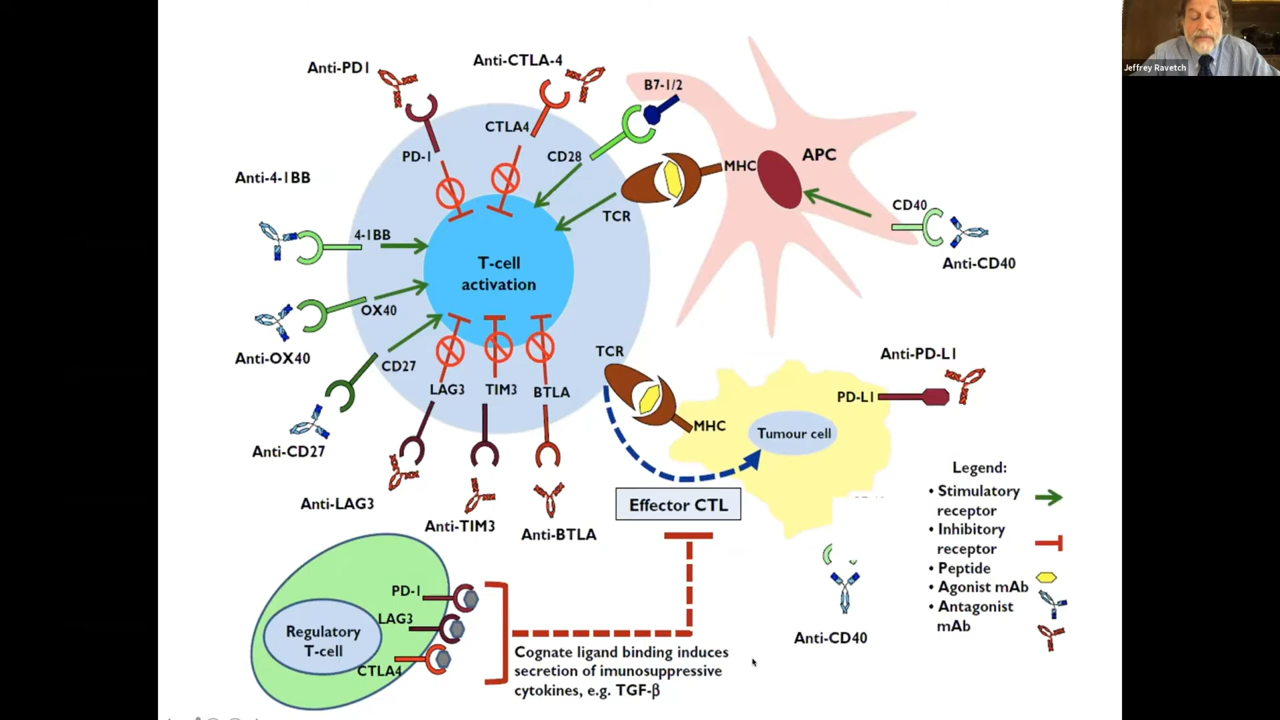 Jeffrey Ravetch
Anti-PD1
Anti-CTLA-4
B7-1/2
CTLA4
PD-1
CD28
MHC
APC
Anti-4-1BB
TCR
CD40
4-1BB
Anti-CD40
T-cell
activation
OX40
Anti-OX40
CD27
TCR
Anti-PD-L1
LAG3
TIM3
BTLA
PD-L1
MHC
Tumour cell
Anti-CD27
Legend:
• Stimulatory
receptor
• Inhibitory
receptor
• Peptide
• Agonist mAb
• Antagonist
mAb
Anti-LAG3
Effector CTL
Anti-TIM3
Anti-BTLA
PD-1
LAG3
Regulatory
T-cell
CTLA4
Anti-CD40
Cognate ligand binding induces
secretion of imunosuppressive
cytokines, e.g. TGF-β